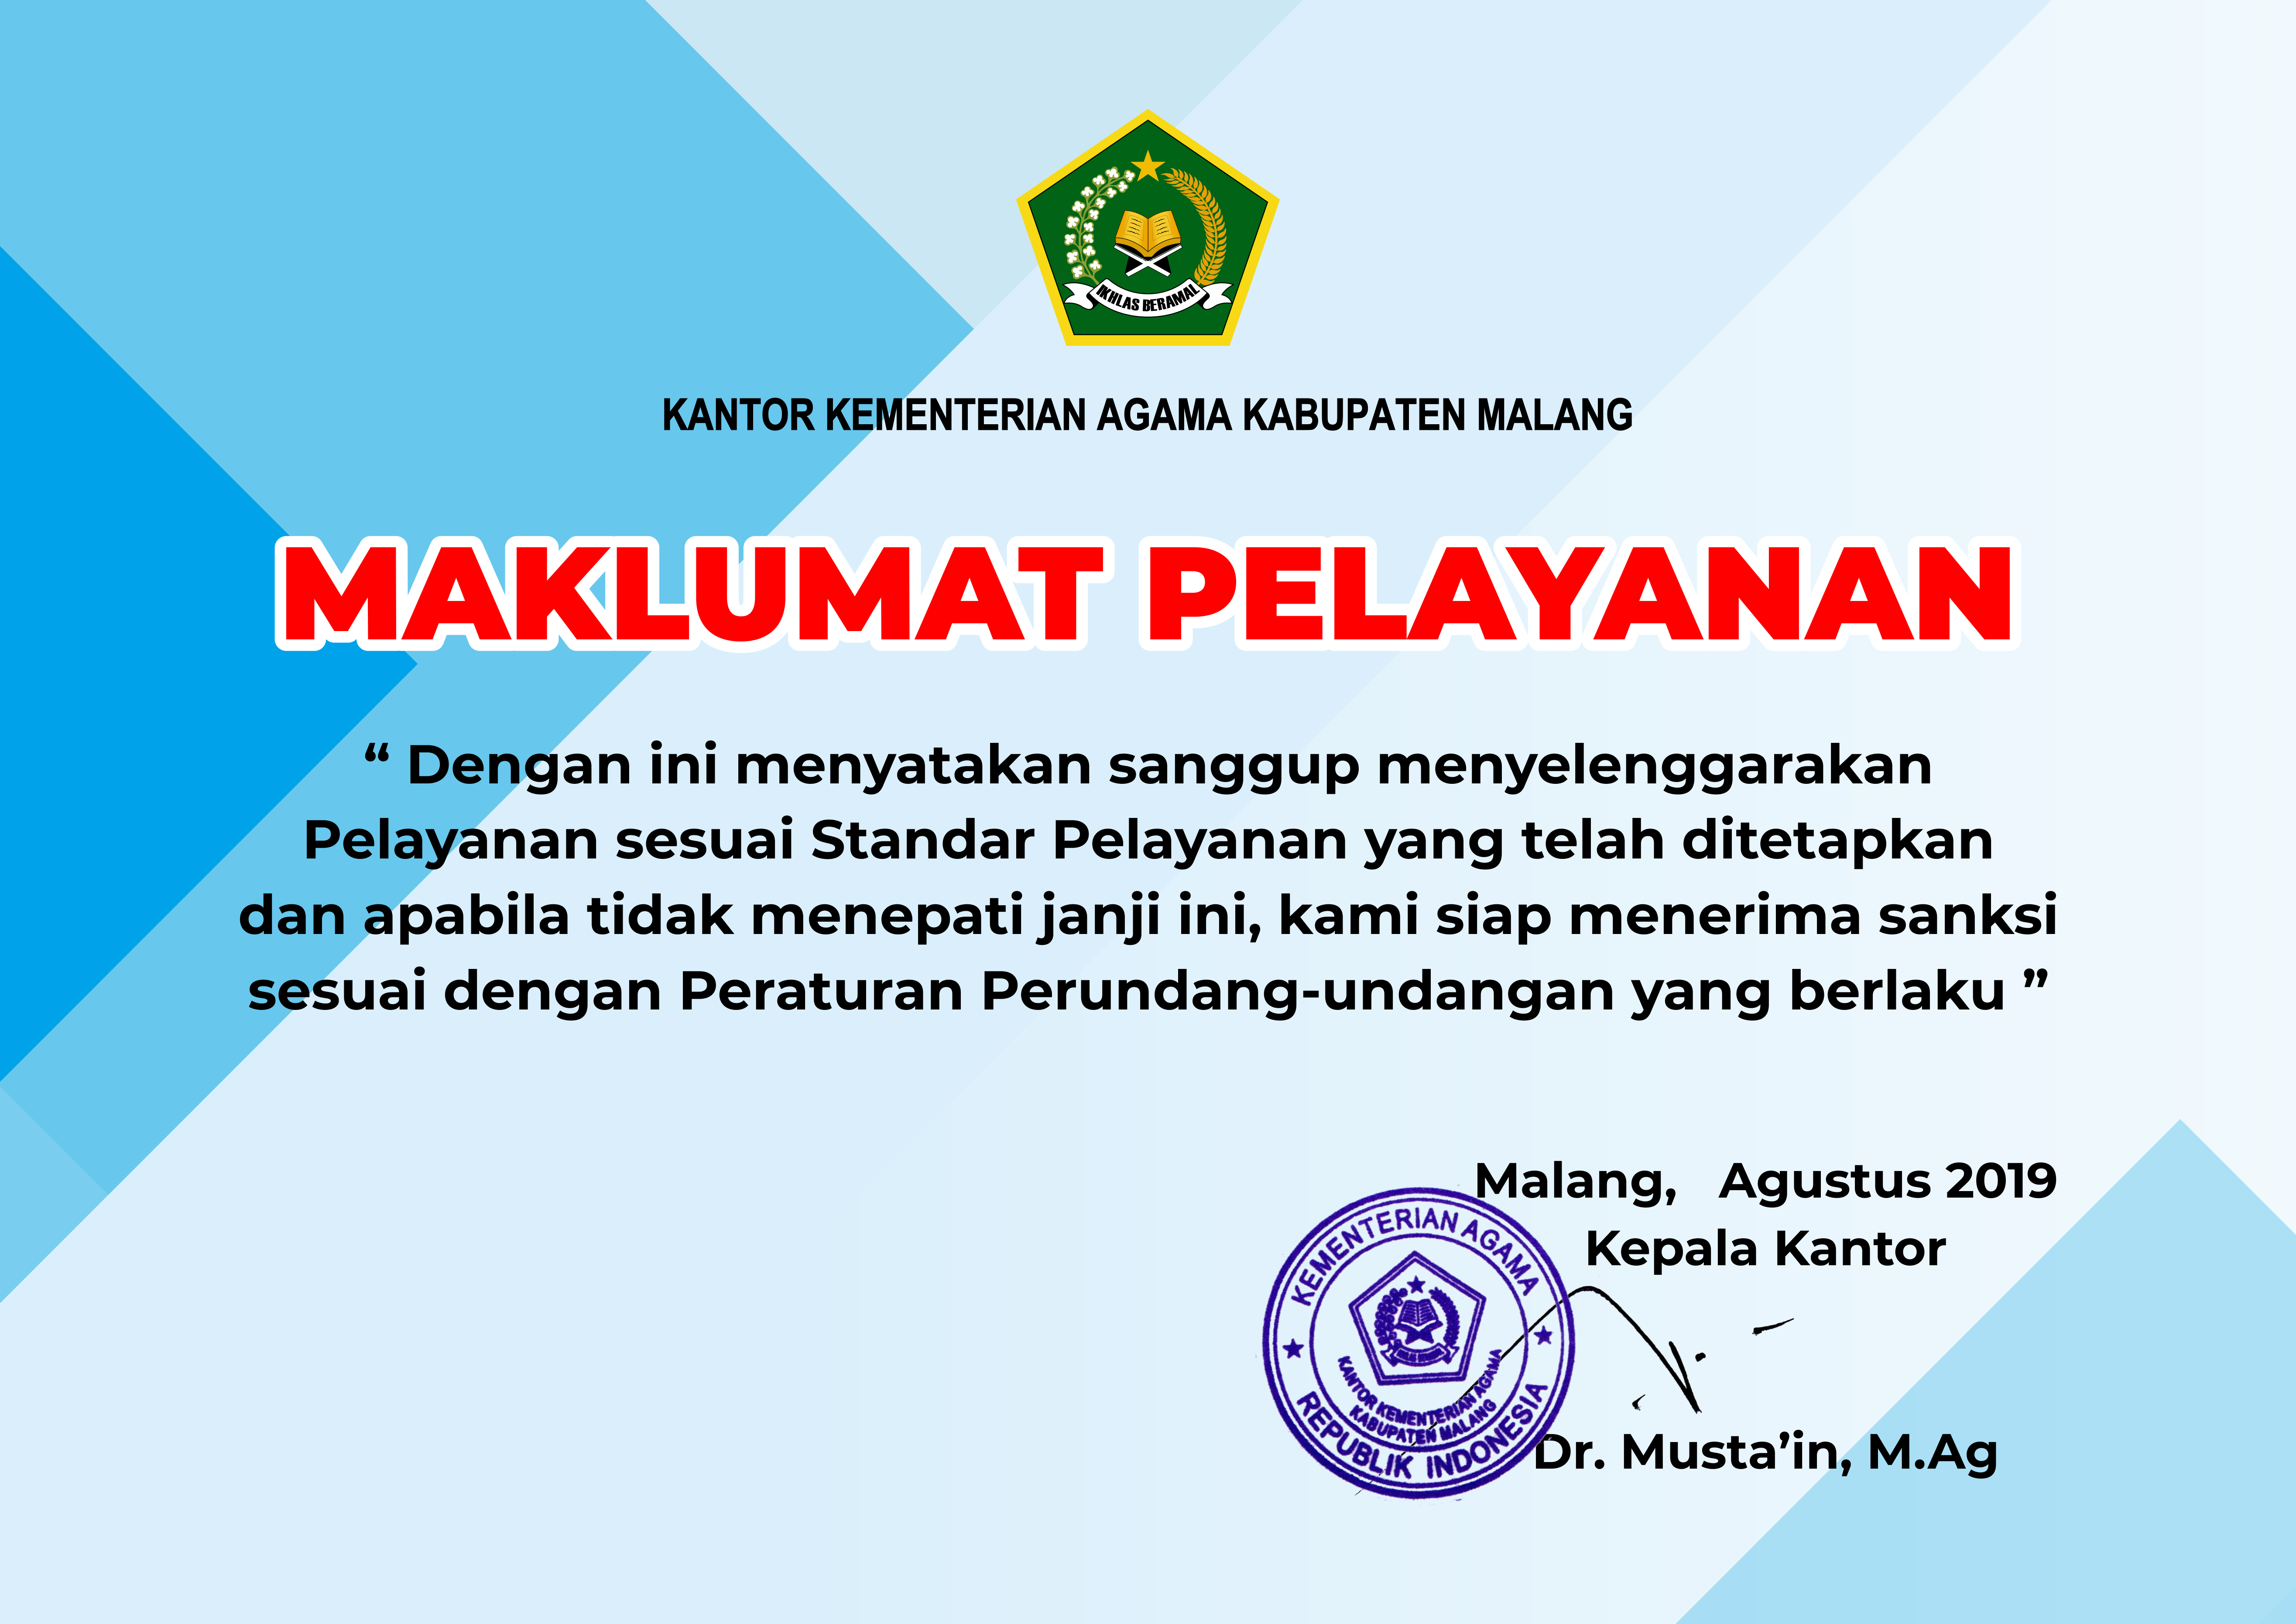 IKHLAS BERAMAL
KANTOR KEMENTERIAN AGAMA KABUPATEN MALANG
MAKLUMAT PELAYANAN
“ Dengan ini menyatakan sanggup menyelenggarakan
Pelayanan sesuai Standar Pelayanan yang telah ditetapkan
dan apabila tidak menepati janji ini, kami siap menerima sanksi
sesuai dengan Peraturan Perundang-undangan yang berlaku ”
Malang, Agustus 2019
Kepala Kantor
KEMENTERIAN AGAMA
KANTOR KEMENTERIAN AGAMA
KABUPATEN MALANG
REPUBLIK INDONESIA
Dr. Musta’in, M.Ag